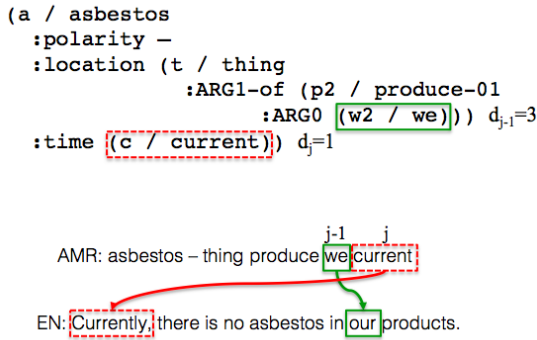 (a / asbestos
:polarity –
:location (t / thing
:ARG1-of (p2 / produce-01
:ARG0 (w2 / we))) dj-1=3
:time (c / current)) dj=1
j-1 j
AMR: asbestos – thing produce we current
EN: Currently, there is no asbestos in our products.